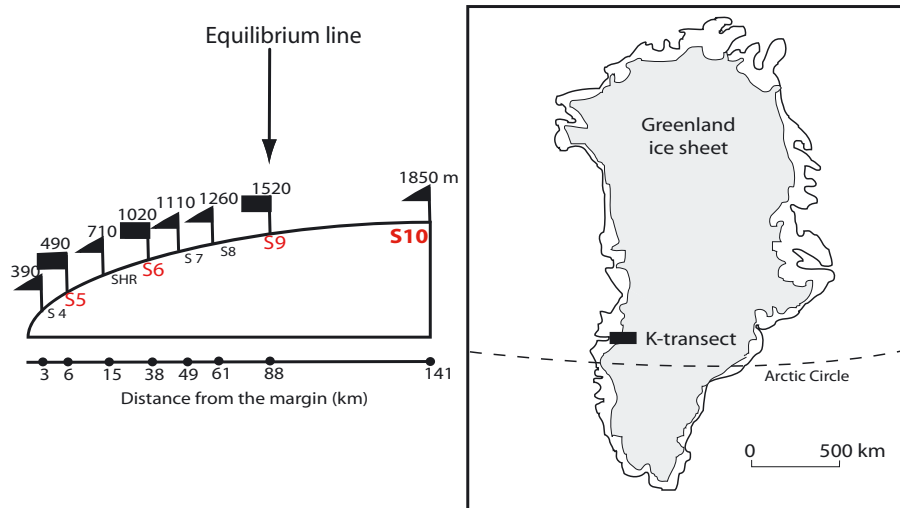 Equilibrium line
390
490
710
1020
1110
1260
1520
1850 m
S 4
S5
SHR
S6
S 7
S8
S9
S10
3 6 15 38 49 61 88 141
Distance from the margin (km)
Greenland
ice sheet
K-transect
Arctic Circle
0 500 km